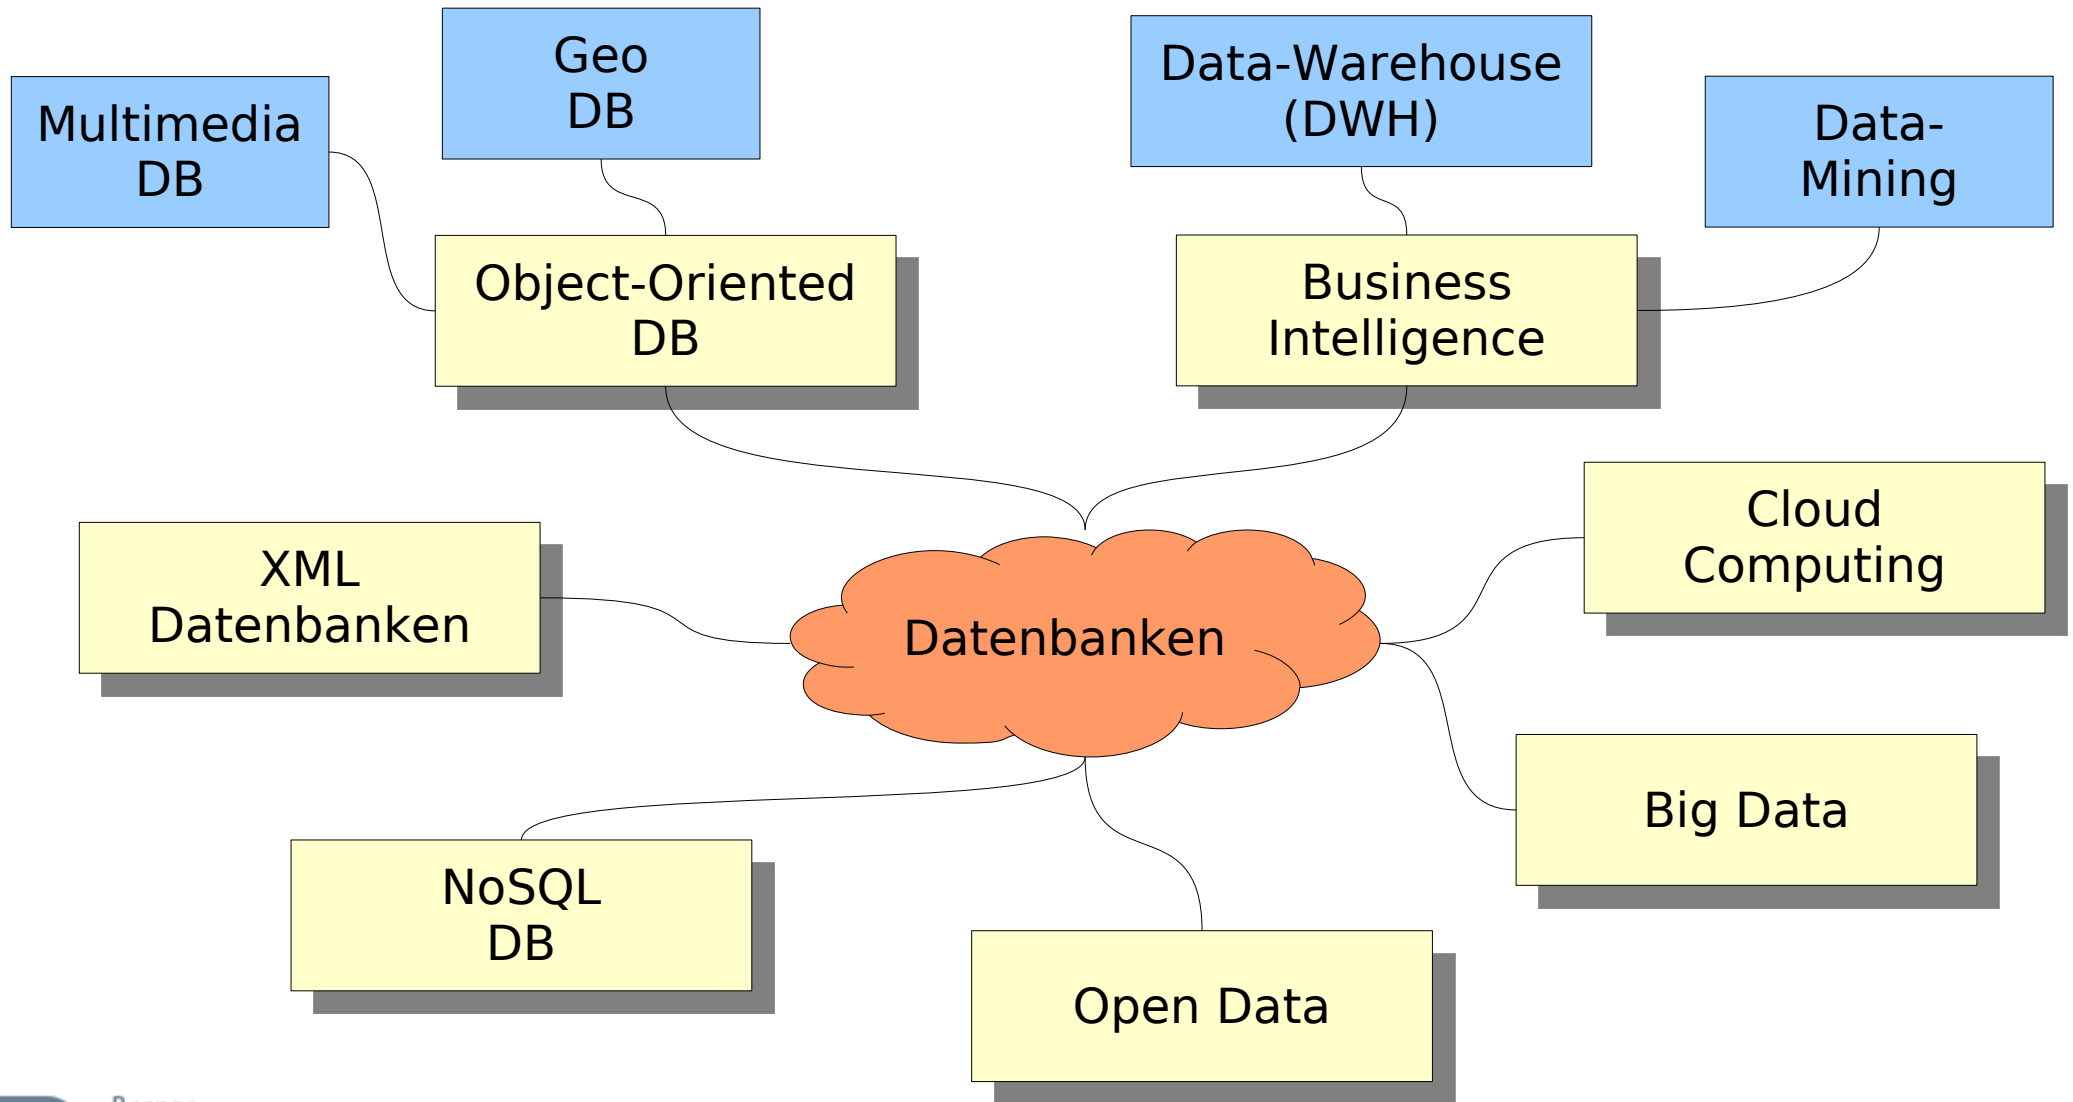 Geo
DB
Data-Warehouse
(DWH)
Multimedia
DB
Data-
Mining
Object-Oriented
DB
Business
Intelligence
Cloud
Computing
XML
Datenbanken
Datenbanken
Big Data
NoSQL
DB
Open Data